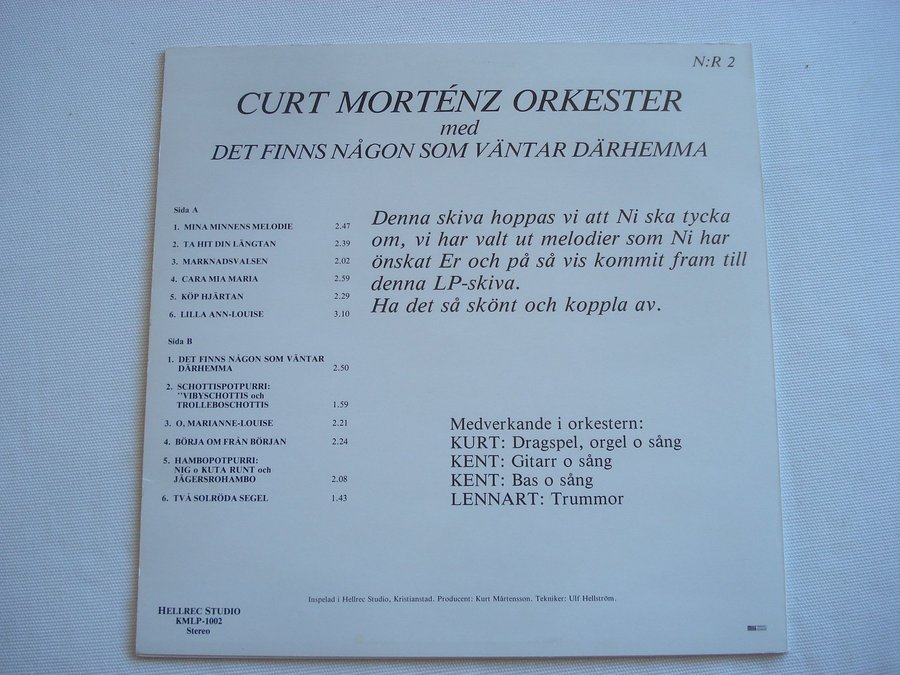 N:R 2
CURT MORTÉNZ ORKESTER
med
DET FINNS NÅGON SOM VÄNTAR DÄRHEMMA
Sida A
1. MINA MINNENS MELODIE 2.47
2. TA HIT DIN LÄNGTAN 2.39
3. MARKNADSVALSEN 2.02
4. CARA MIA MARIA 2.59
5. KÖP HJÄRTAN 2.29
6. LILLA ANN-LOUISE 3.10
Sida B
1. DET FINNS NÅGON SOM VÄNTAR
DÄRHEMMA 2.50
2. SCHOTTISPOTPURRI:
"VIBYSCHOTTIS och
TROLLEBOSCHOTTIS 1.59
3. O, MARIANNE-LOUISE 2.21
4. BÖRJA OM FRÅN BÖRJAN 2.24
5. HAMBOPOTPURRI:
NIG o KUTA RUNT och
JÄGERSROHAMBO 2.08
6. TVÅ SOLRÖDA SEGEL 1.43
Denna skiva hoppas vi att Ni ska tycka
om, vi har valt ut melodier som Ni har
önskat Er och på så vis kommit fram till
denna LP-skiva.
Ha det så skönt och koppla av.
Medverkande i orkestern:
KURT: Dragspel, orgel o sång
KENT: Gitarr o sång
KENT: Bas o sång
LENNART: Trummor
Inspelad i Hellrec Studio, Kristianstad. Producent: Kurt Mårtensson. Tekniker: Ulf Hellström.
HELLREC STUDIO
KMLP-1002
Stereo